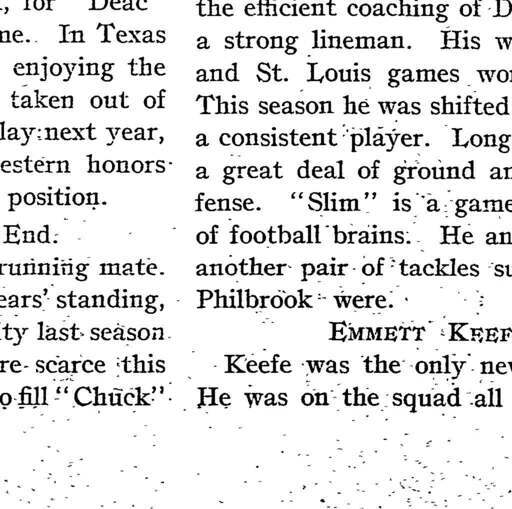 for "Deac
me. In Texas
enjoying the
taken out of
lay next year,
estern honors
position.
End.
running mate.
ears' standing,
ity last season
re scarce this
o fill "Chuck"
the efficient coaching of D
a strong lineman. His w
and St. Louis games wo
This season he was shifted
a consistent player. Long
a great deal of ground an
fense. "Slim" is a game
of football brains. He an
another pair of tackles su
Philbrook were.
EMMETT KEEF
Keefe was the only new
He was on the squad all